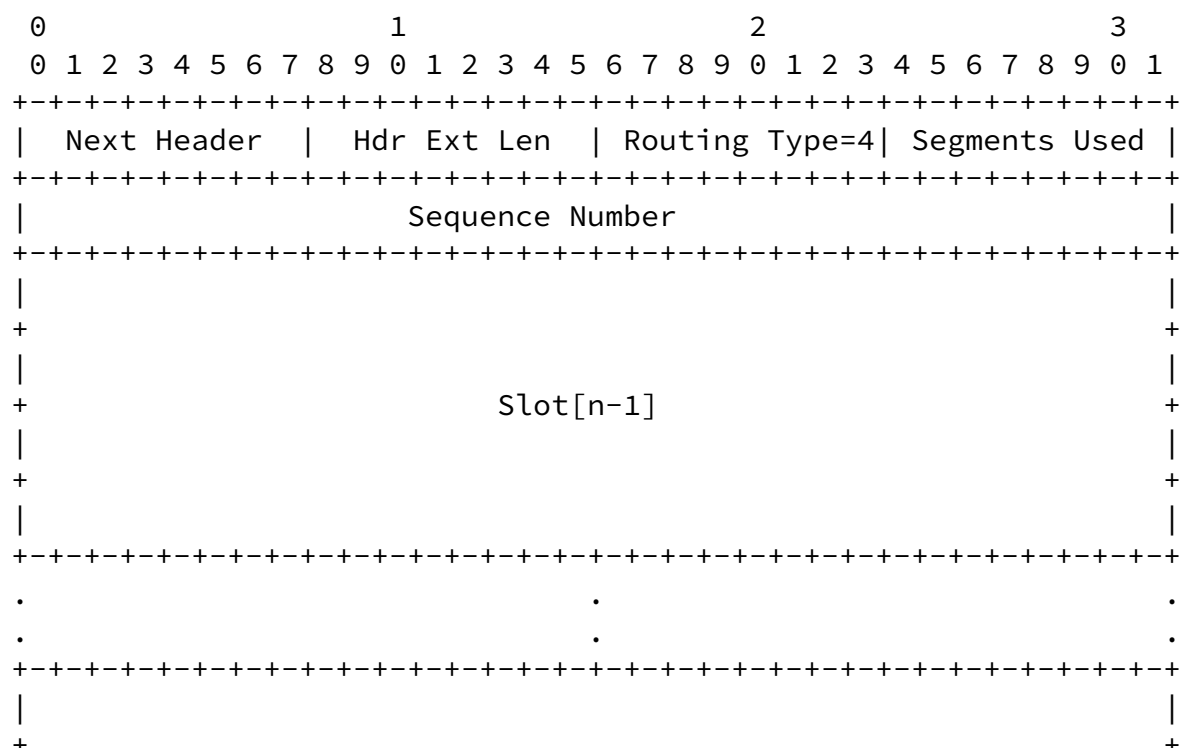 0                   1                   2                   3
 0 1 2 3 4 5 6 7 8 9 0 1 2 3 4 5 6 7 8 9 0 1 2 3 4 5 6 7 8 9 0 1
+-+-+-+-+-+-+-+-+-+-+-+-+-+-+-+-+-+-+-+-+-+-+-+-+-+-+-+-+-+-+-+-+
|  Next Header  |  Hdr Ext Len  | Routing Type=4| Segments Used |
+-+-+-+-+-+-+-+-+-+-+-+-+-+-+-+-+-+-+-+-+-+-+-+-+-+-+-+-+-+-+-+-+
|                     Sequence Number                           |
+-+-+-+-+-+-+-+-+-+-+-+-+-+-+-+-+-+-+-+-+-+-+-+-+-+-+-+-+-+-+-+-+
|                                                               |
+                                                               +
|                                                               |
+                          Slot[n-1]                            +
|                                                               |
+                                                               +
|                                                               |
+-+-+-+-+-+-+-+-+-+-+-+-+-+-+-+-+-+-+-+-+-+-+-+-+-+-+-+-+-+-+-+-+
.                               .                               .
.                               .                               .
+-+-+-+-+-+-+-+-+-+-+-+-+-+-+-+-+-+-+-+-+-+-+-+-+-+-+-+-+-+-+-+-+
|                                                               |
+                                                               +